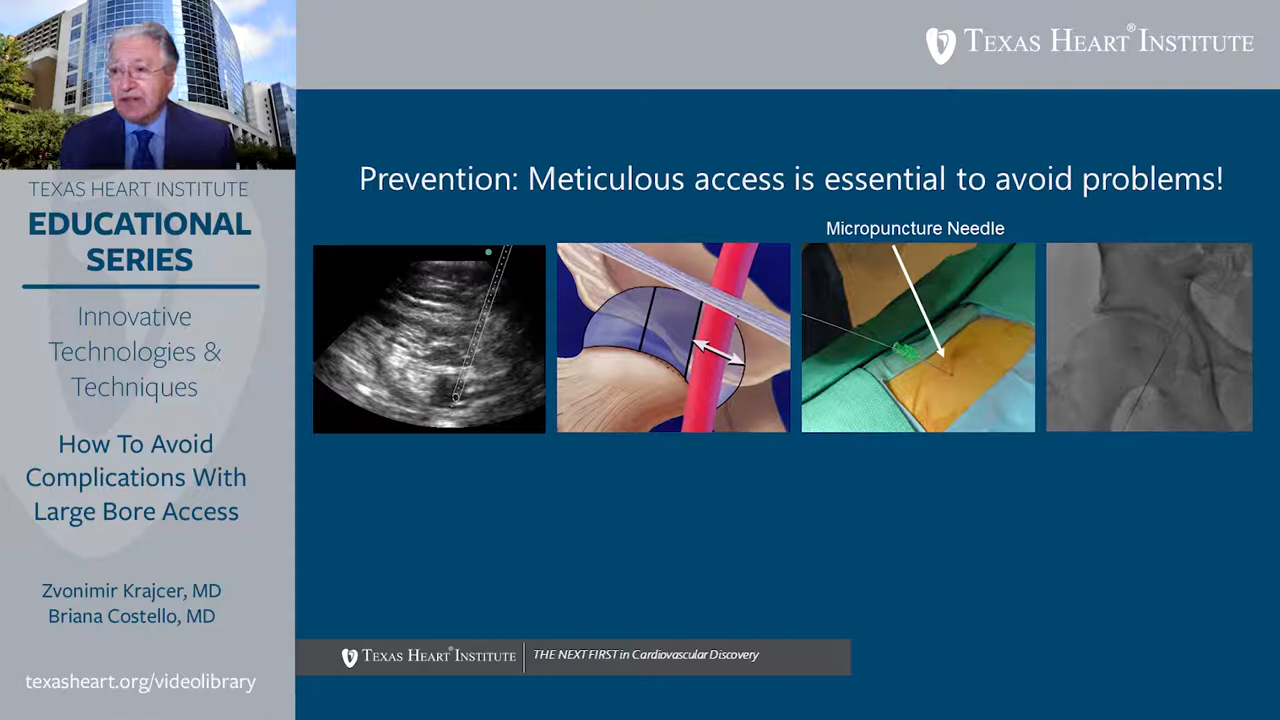 TEXAS HEART® INSTITUTE
TEXAS HEART INSTITUTE
EDUCATIONAL
SERIES
Innovative
Technologies &
Techniques
How To Avoid
Complications With
Large Bore Access
Zvonimir Krajcer, MD
Briana Costello, MD
texasheart.org/videolibrary
Prevention: Meticulous access is essential to avoid problems!
Micropuncture Needle
TEXAS HEART® INSTITUTE
THE NEXT FIRST in Cardiovascular Discovery